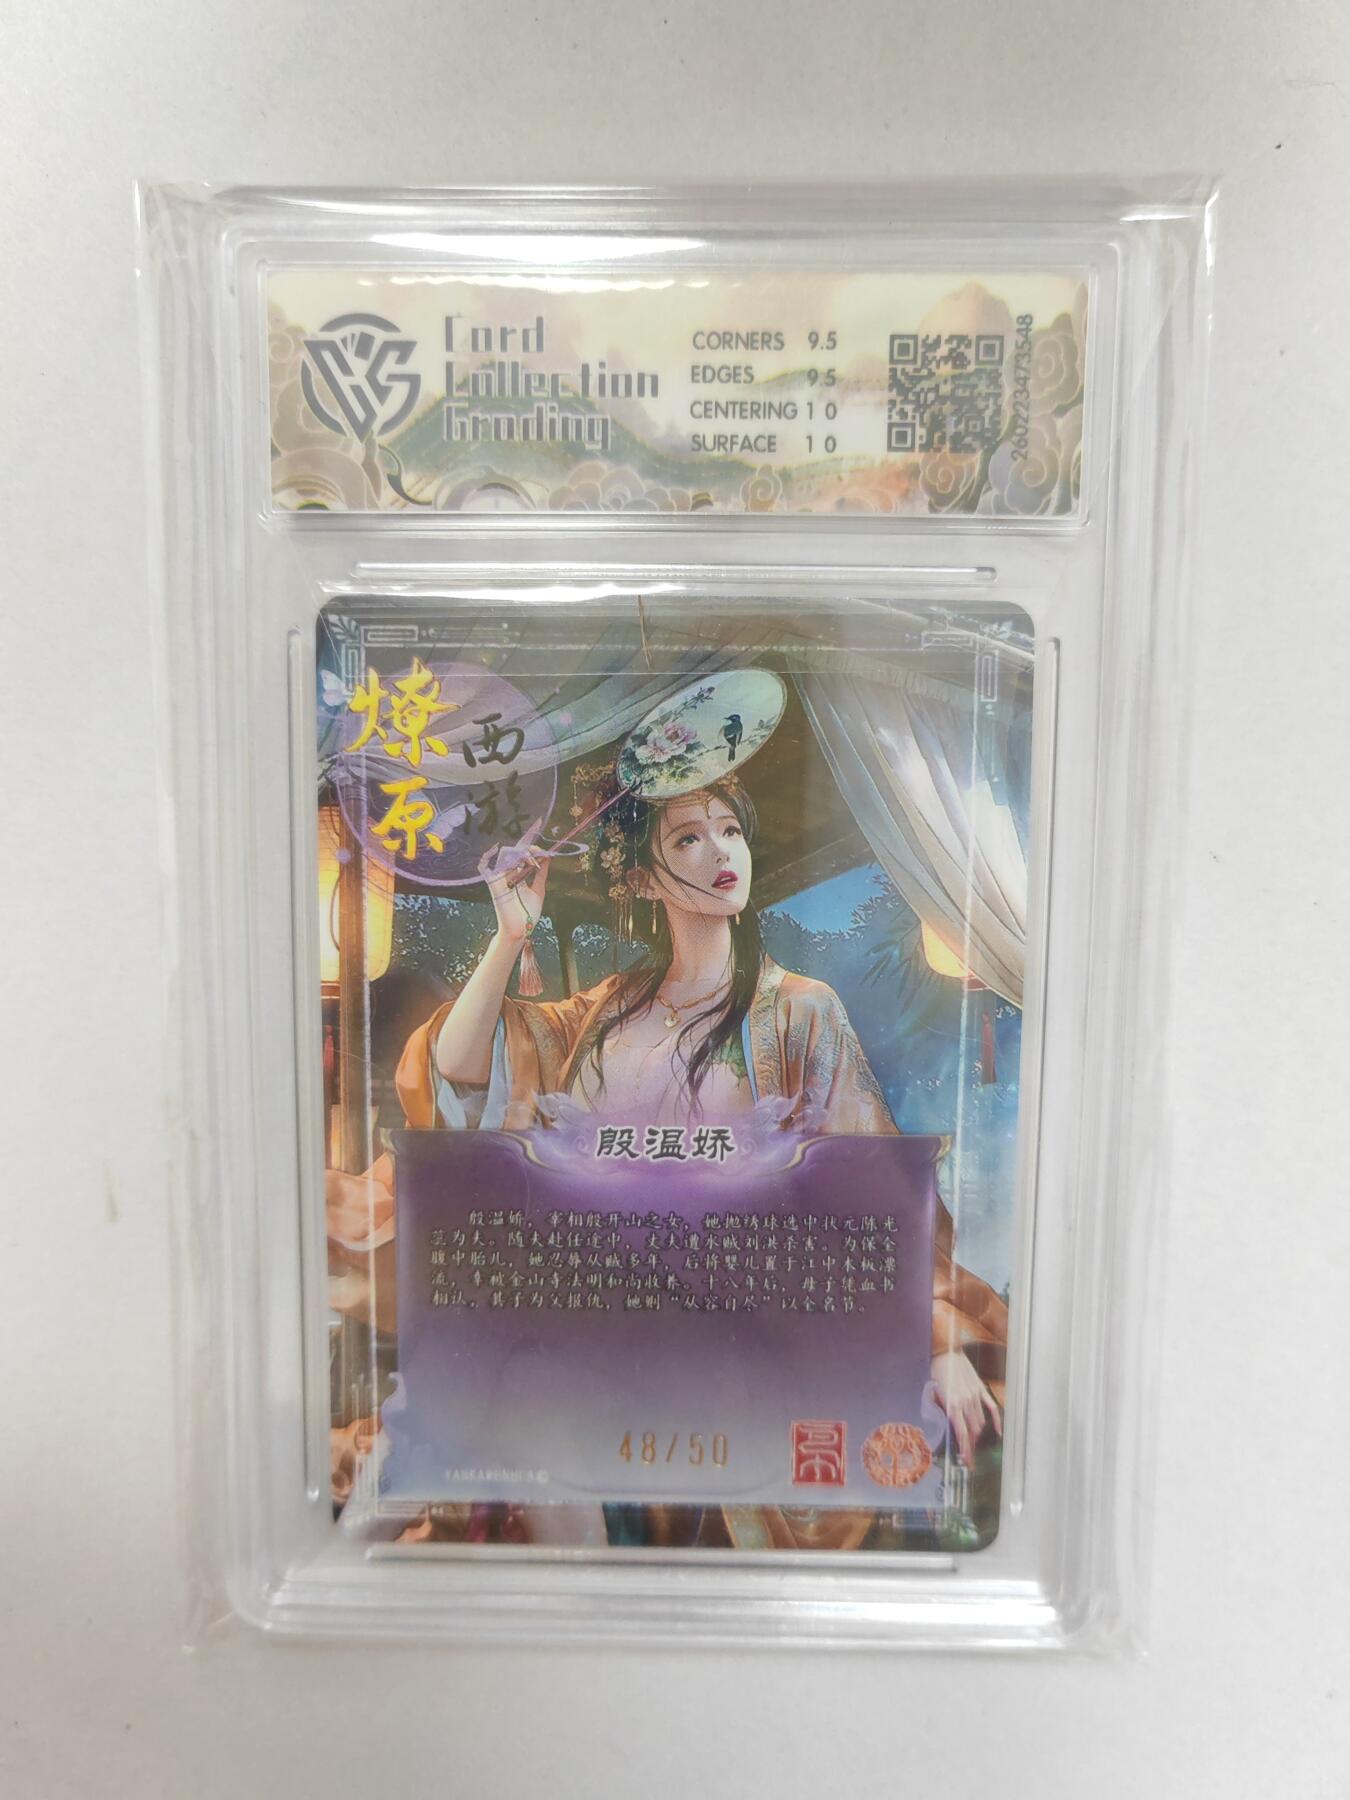 Card
Collection
Grading
CORNERS 9.5
EDGES 9.5
CENTERING 10
SURFACE 10
2602234473548
燎原
西游
殷温娇
殷温娇，宰相殷开山之女，她抛绣球选中状元陈光
蕊为夫。随夫赴任途中，丈夫遭水贼刘洪杀害。为保全
腹中胎儿，她忍辱从贼多年，后将婴儿置于江中木板漂
流，幸被金山寺法明和尚收养。十八年后，母子凭血书
相认，其子为父报仇，她则“从容自尽”以全名节。
48/50